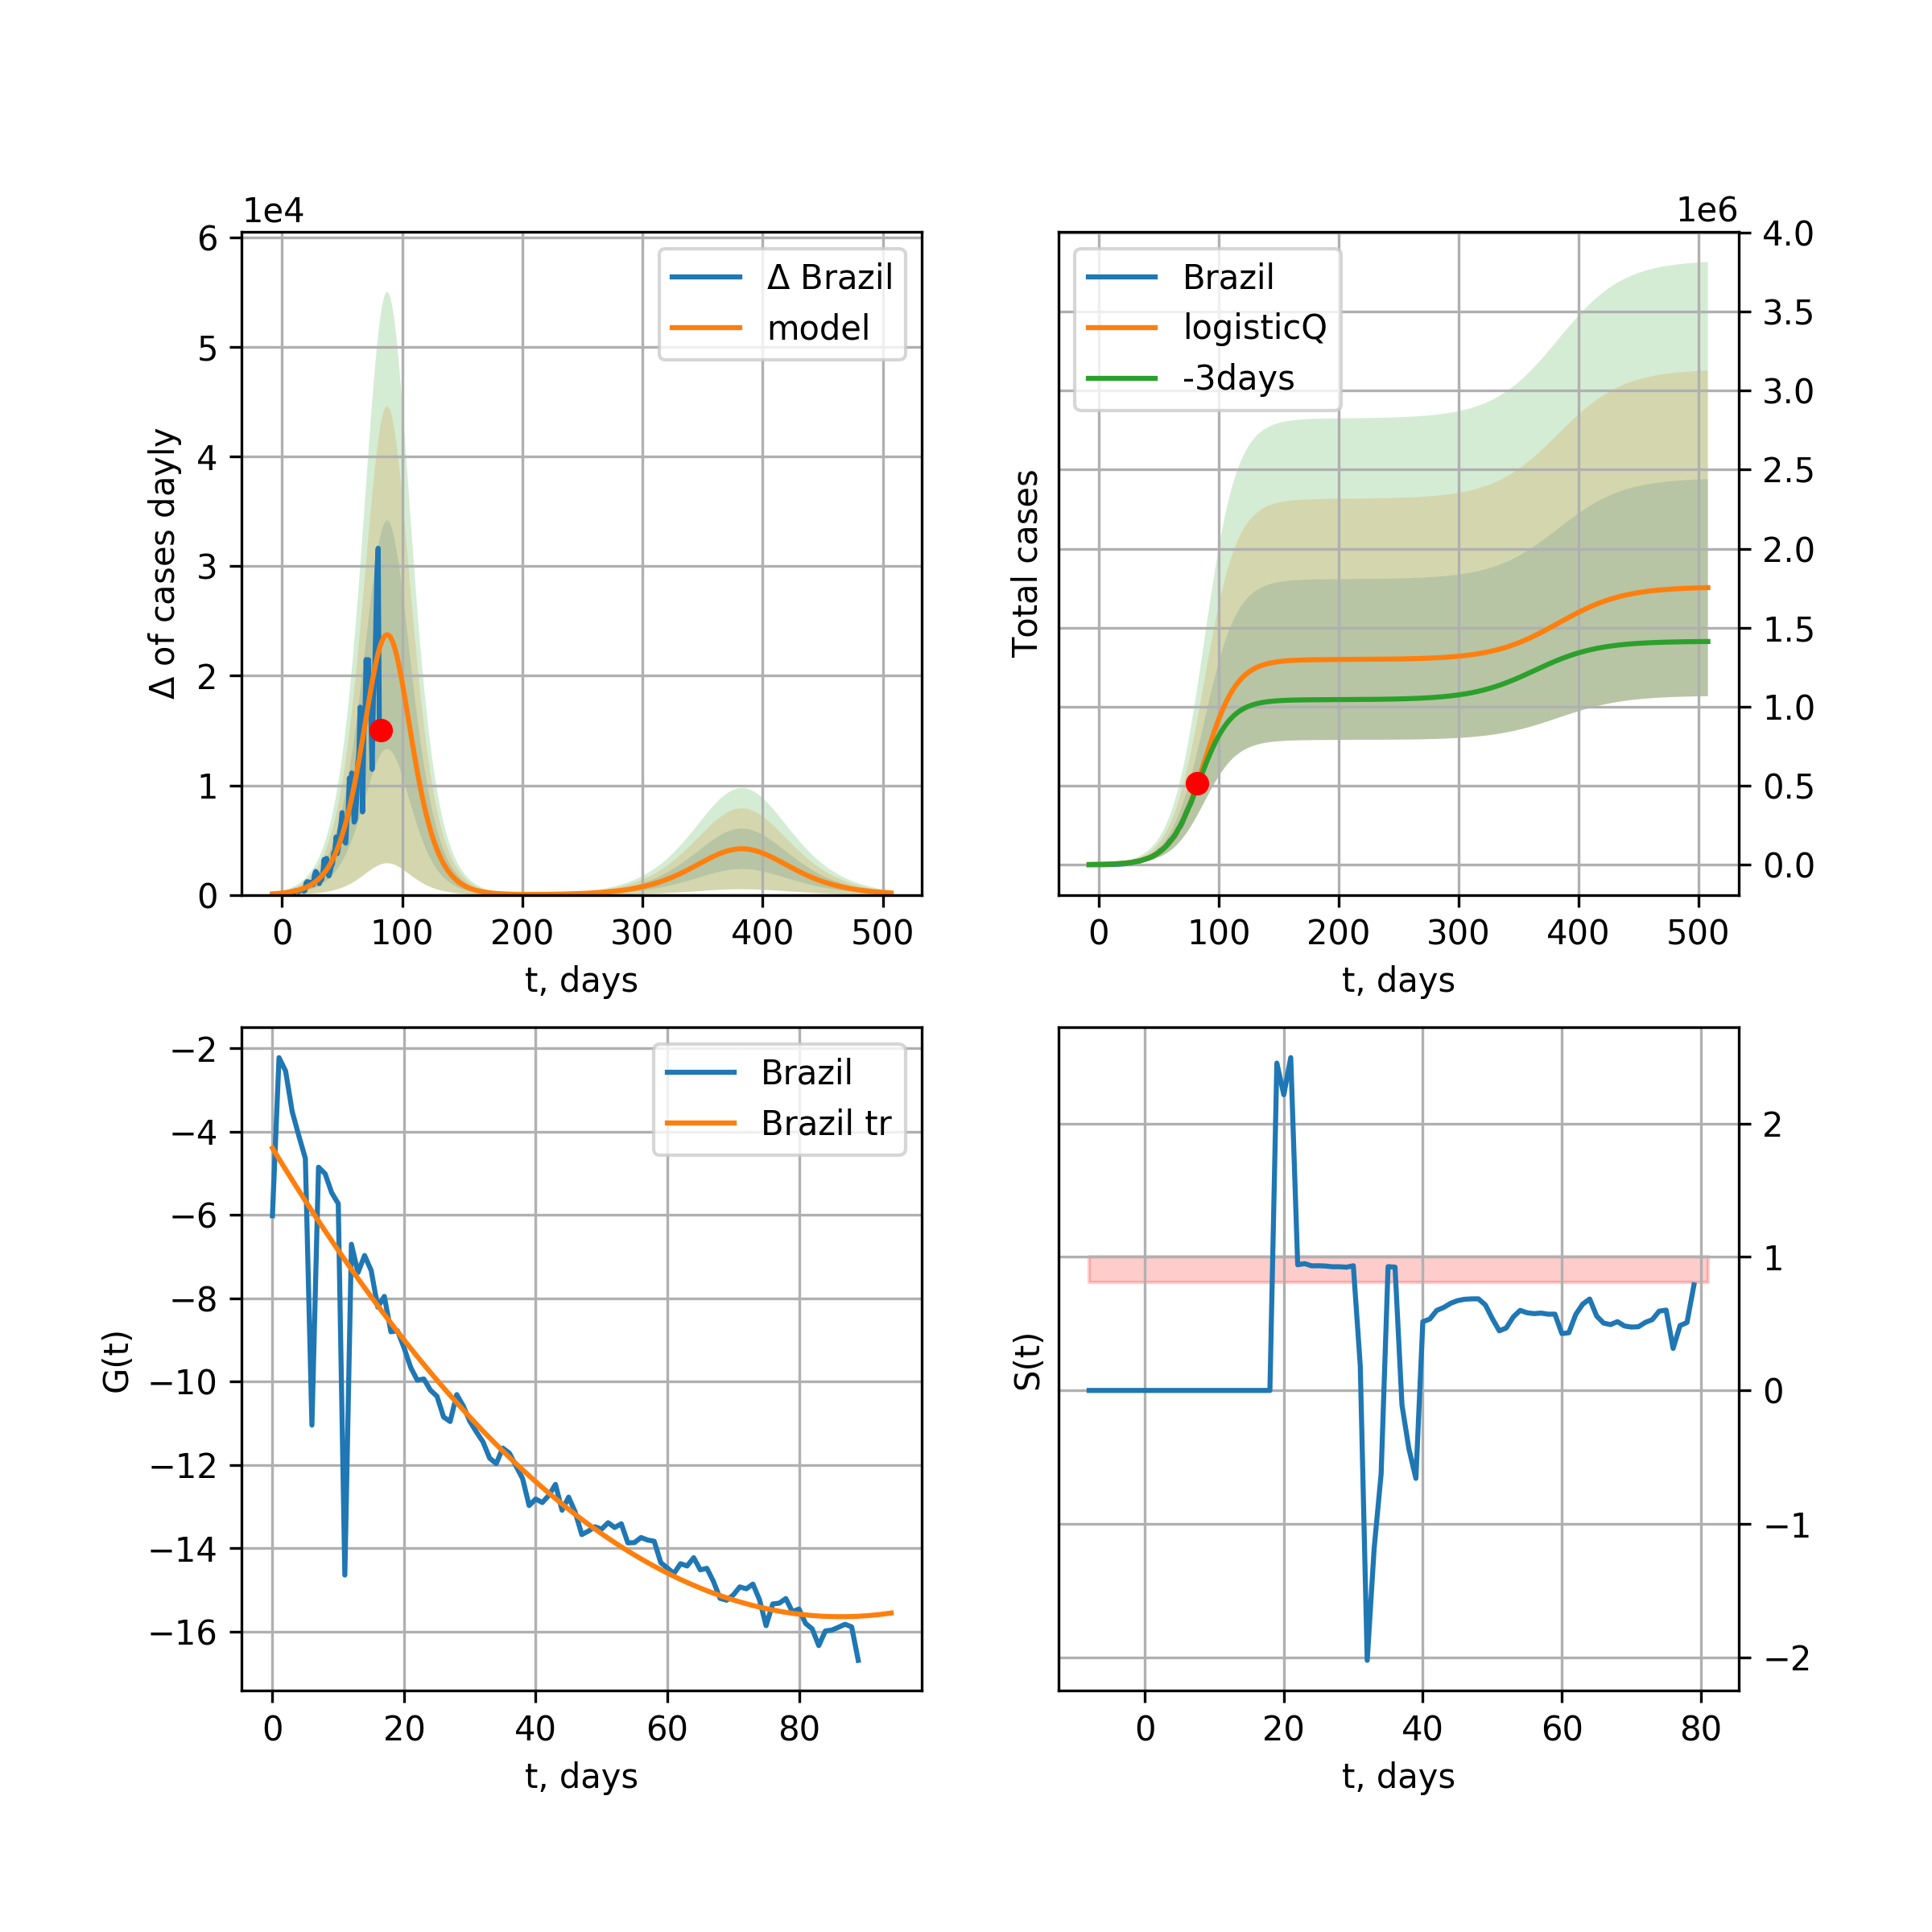 1e4
6
5
4
3
2
1
0
Δ of cases dayly
Δ Brazil
model
0 100 200 300 400 500
t, days
1e6
4.0
3.5
3.0
2.5
2.0
1.5
1.0
0.5
0.0
Total cases
Brazil
logisticQ
-3days
0 100 200 300 400 500
t, days
−2
−4
−6
−8
−10
−12
−14
−16
G(t)
Brazil
Brazil tr
0 20 40 60 80
t, days
2
1
0
−1
−2
S(t)
0 20 40 60 80
t, days